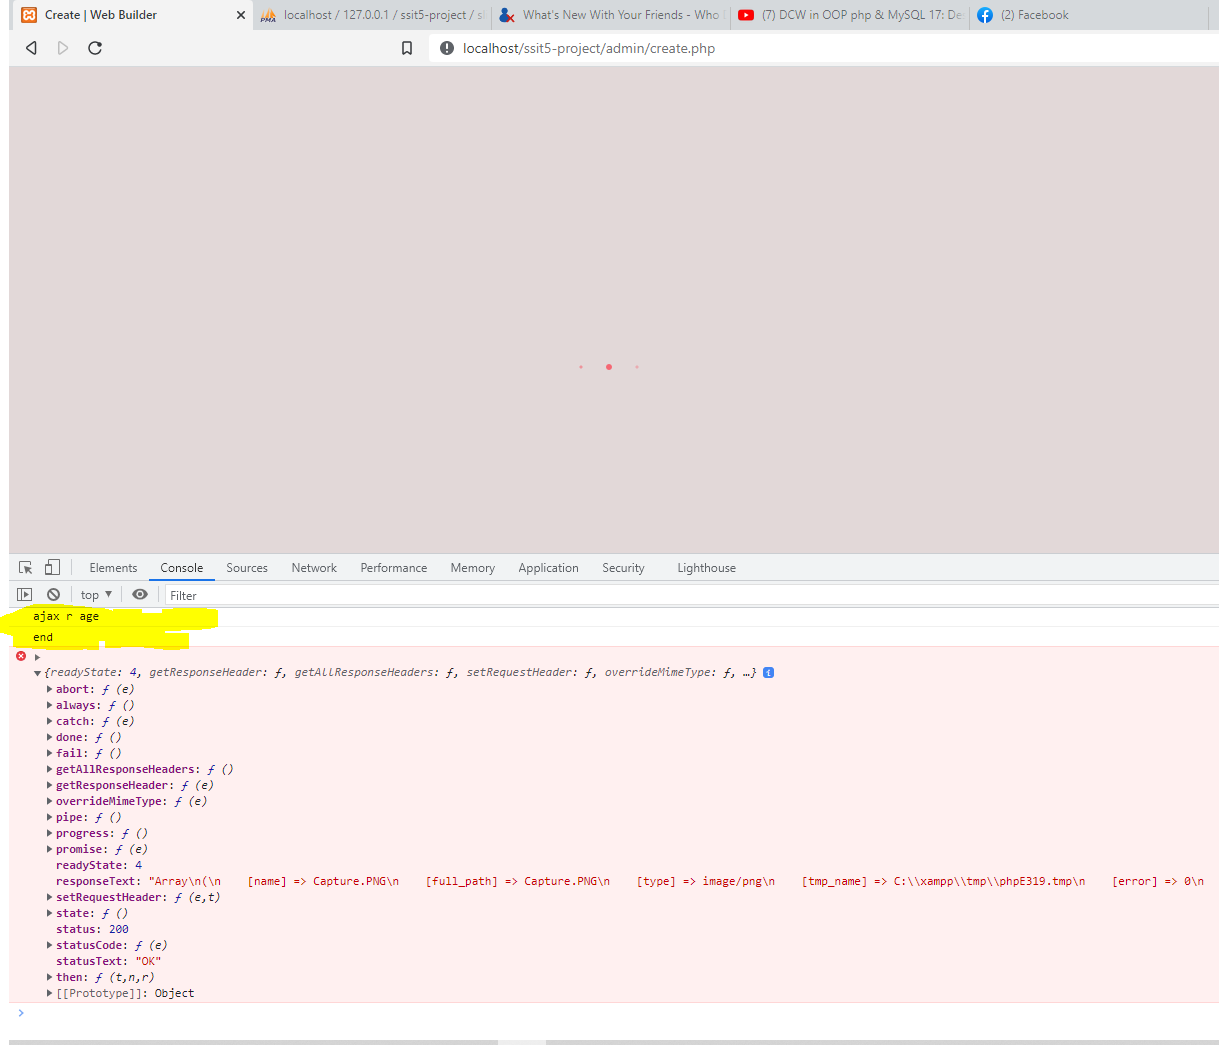 Create | Web Builder
PMA localhost / 127.0.0.1 / ssit5-project /
What's New With Your Friends - Who
(7) DCW in OOP php & MySQL 17: De
(2) Facebook
localhost/ssit5-project/admin/create.php
Elements Console Sources Network Performance Memory Application Security Lighthouse
top ▼ Filter
ajax r age
end
{readyState: 4, getResponseHeader: ƒ, getAllResponseHeaders: ƒ, setRequestHeader: ƒ, overrideMimeType: ƒ, …} i
abort: ƒ (e)
always: ƒ ()
catch: ƒ (e)
done: ƒ ()
fail: ƒ ()
getAllResponseHeaders: ƒ ()
getResponseHeader: ƒ (e)
overrideMimeType: ƒ (e)
pipe: ƒ ()
progress: ƒ ()
promise: ƒ (e)
readyState: 4
responseText: "Array\n(\n    [name] => Capture.PNG\n    [full_path] => Capture.PNG\n    [type] => image/png\n    [tmp_name] => C:\\xampp\\tmp\\phpE319.tmp\n    [error] => 0\n
setRequestHeader: ƒ (e,t)
state: ƒ ()
status: 200
statusCode: ƒ (e)
statusText: "OK"
then: ƒ (t,n,r)
[[Prototype]]: Object